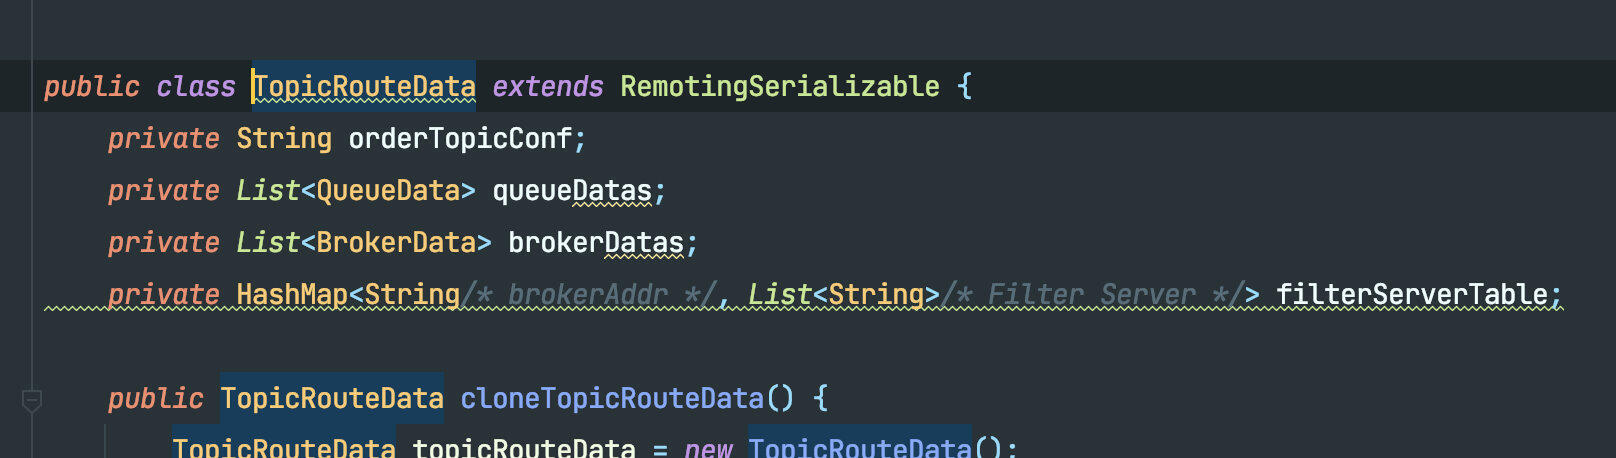 public class TopicRouteData extends RemotingSerializable {
private String orderTopicConf;
private List<QueueData> queueDatas;
private List<BrokerData> brokerDatas;
private HashMap<String/* brokerAddr */, List<String>/* Filter Server */> filterServerTable;
public TopicRouteData cloneTopicRouteData() {
TopicRouteData topicRouteData = new TopicRouteData();